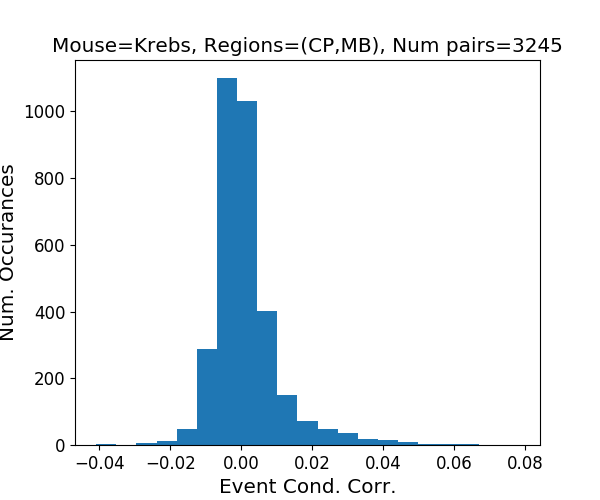 Mouse=Krebs, Regions=(CP,MB), Num pairs=3245
1000
800
600
400
200
0
Num. Occurances
−0.04 −0.02 0.00 0.02 0.04 0.06 0.08
Event Cond. Corr.